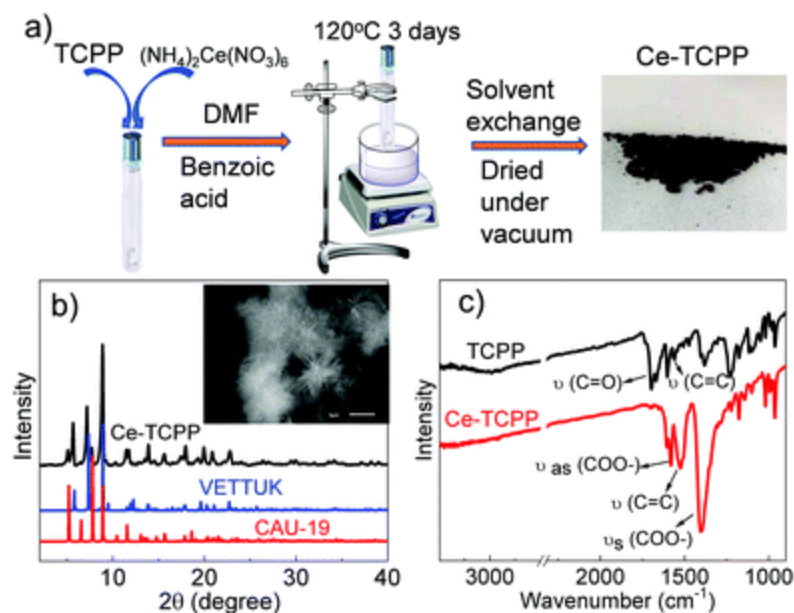 a)
120°C 3 days
TCPP (NH₄)₂Ce(NO₃)₆
DMF
Benzoic
acid
Solvent
exchange
Dried
under
vacuum
Ce-TCPP
b)
Intensity
Ce-TCPP
VETTUK
CAU-19
10 20 30 40
2θ (degree)
c)
Intensity
TCPP
υ (C=O)
υ (C=C)
Ce-TCPP
υ as (COO-)
υ (C=C)
υs (COO-)
3000 1500 1000
Wavenumber (cm⁻¹)